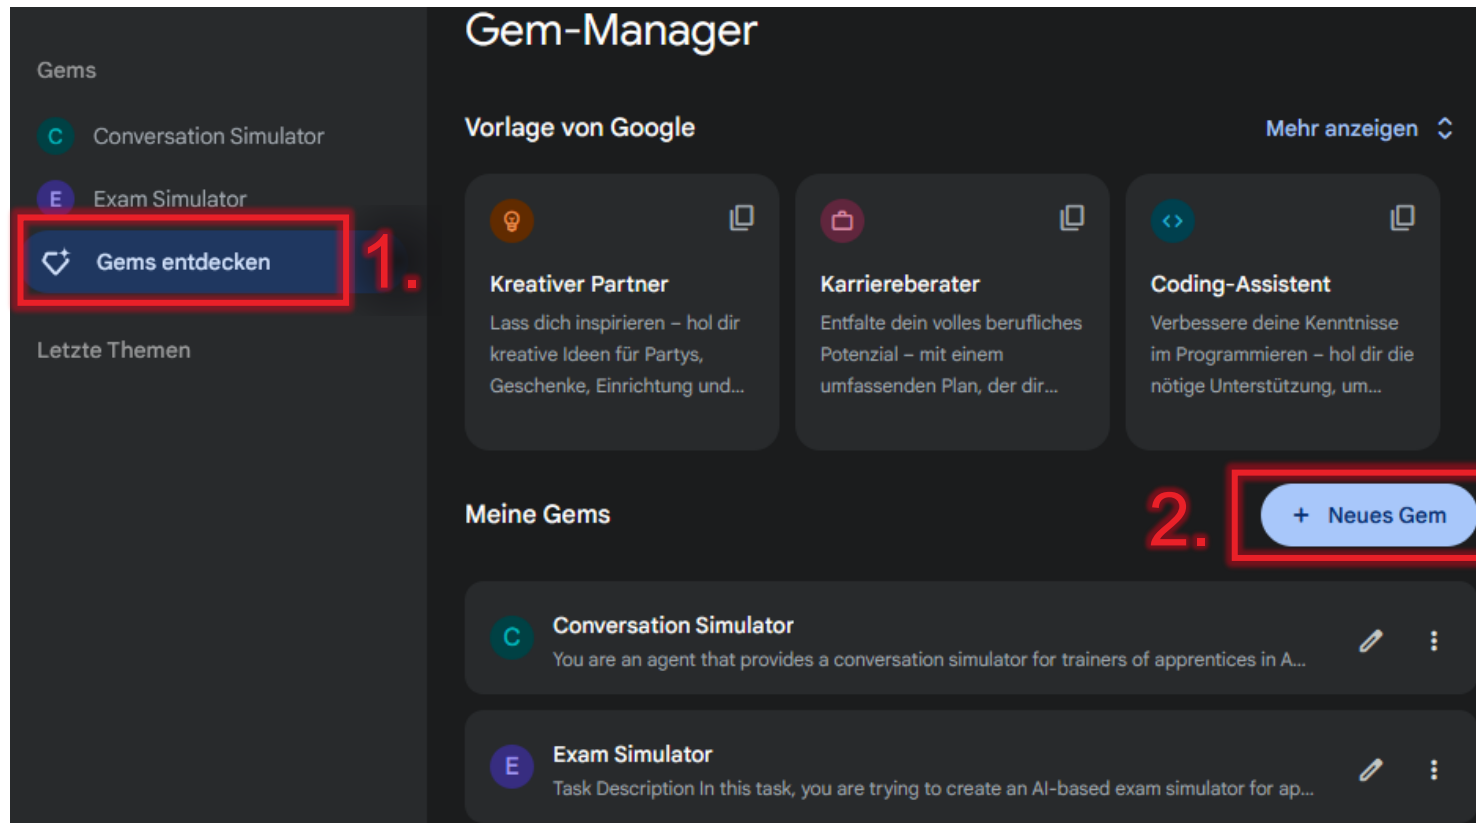 Gems
C Conversation Simulator
E Exam Simulator
Gems entdecken
1.
Letzte Themen
Gem-Manager
Vorlage von Google
Mehr anzeigen
Kreativer Partner
Lass dich inspirieren – hol dir
kreative Ideen für Partys,
Geschenke, Einrichtung und...
Karriereberater
Entfalte dein volles berufliches
Potenzial – mit einem
umfassenden Plan, der dir...
Coding-Assistent
Verbessere deine Kenntnisse
im Programmieren – hol dir die
nötige Unterstützung, um...
Meine Gems
2.
+ Neues Gem
C
Conversation Simulator
You are an agent that provides a conversation simulator for trainers of apprentices in A...
E
Exam Simulator
Task Description In this task, you are trying to create an AI-based exam simulator for ap...